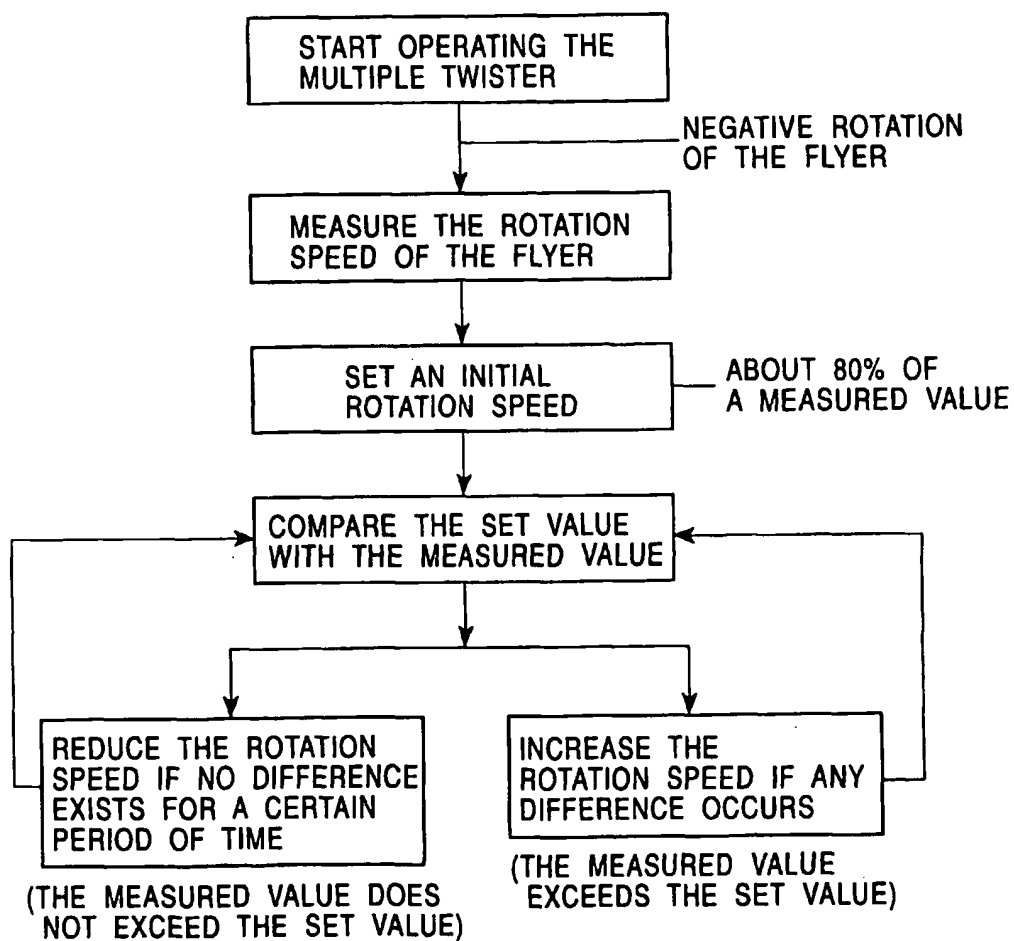 START OPERATING THE
MULTIPLE TWISTER
NEGATIVE ROTATION
OF THE FLYER
MEASURE THE ROTATION
SPEED OF THE FLYER
SET AN INITIAL
ROTATION SPEED
ABOUT 80% OF
A MEASURED VALUE
COMPARE THE SET VALUE
WITH THE MEASURED VALUE
REDUCE THE ROTATION
SPEED IF NO DIFFERENCE
EXISTS FOR A CERTAIN
PERIOD OF TIME
(THE MEASURED VALUE DOES
NOT EXCEED THE SET VALUE)
INCREASE THE
ROTATION SPEED IF ANY
DIFFERENCE OCCURS
(THE MEASURED VALUE
EXCEEDS THE SET VALUE)